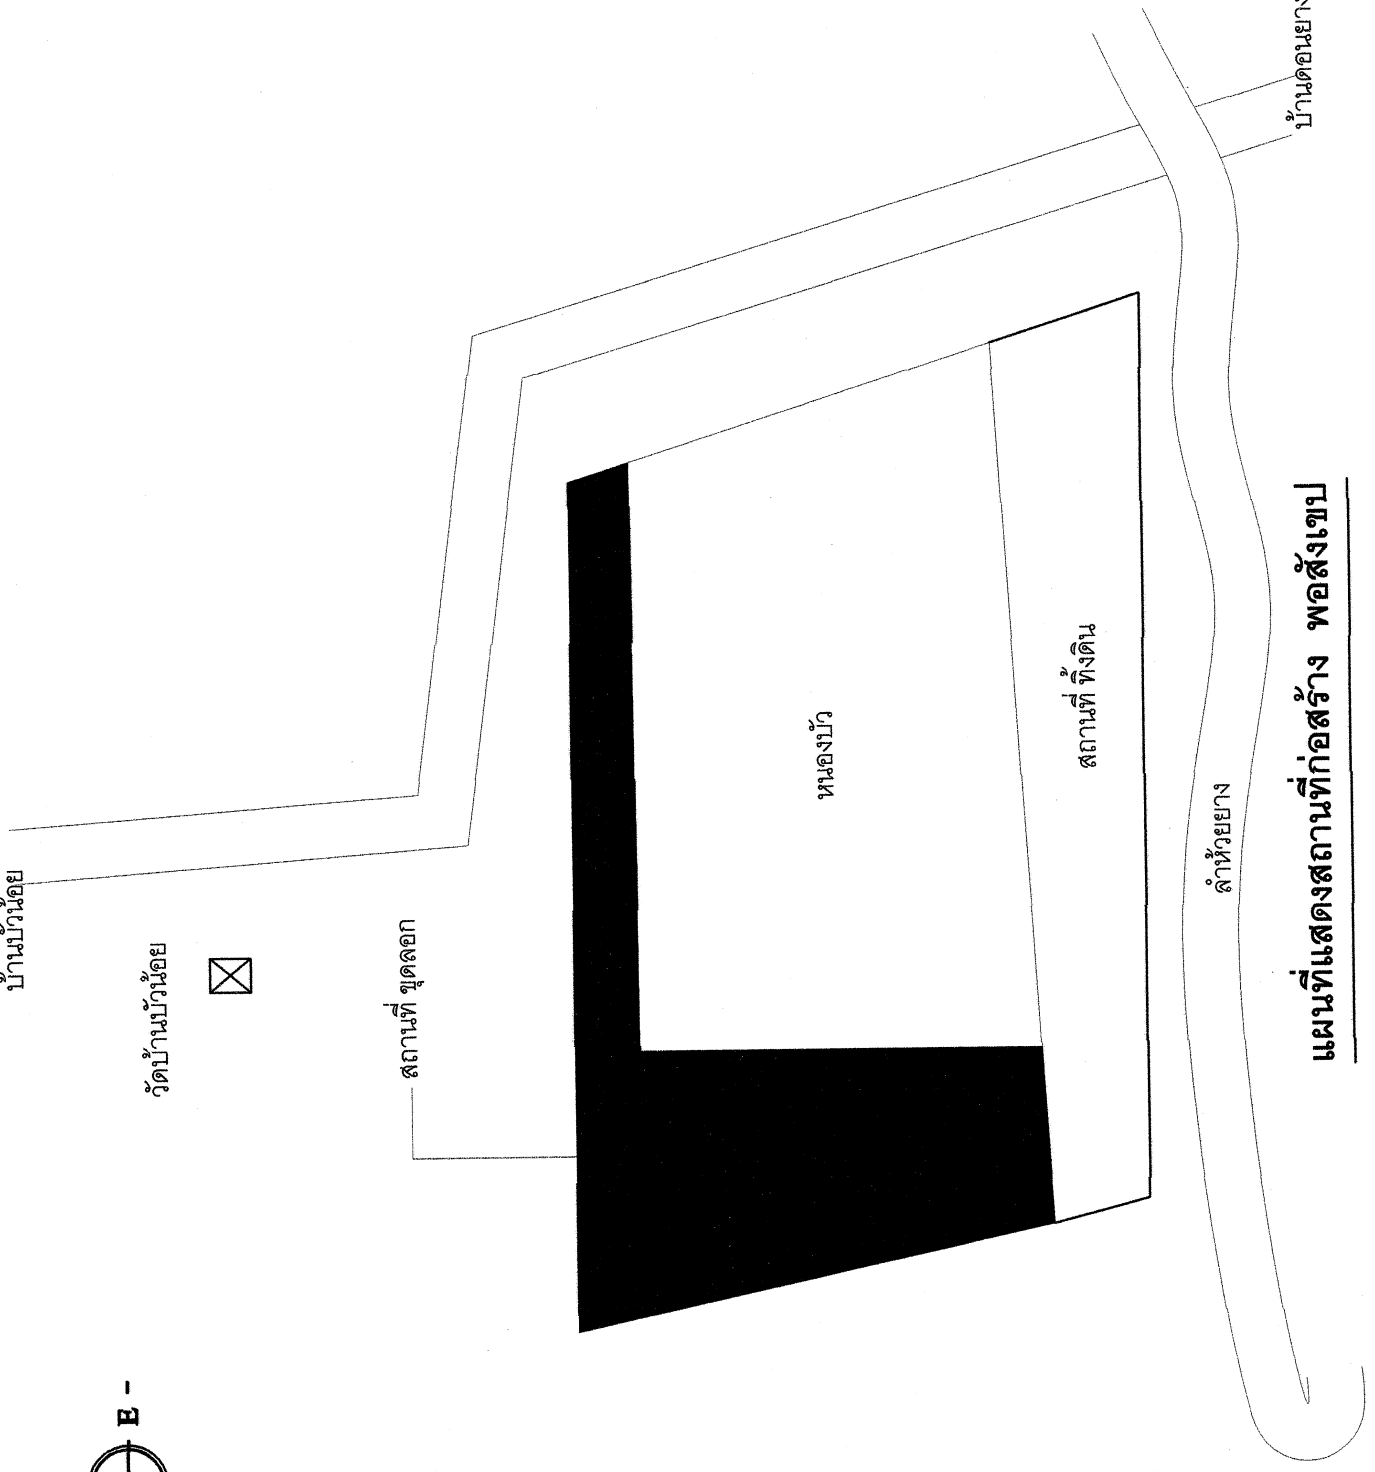 E -
บ้านบัวน้อย
วัดบ้านบัวน้อย
สถานที่ ขุดลอก
หนองบัว
สถานที่ ทิ้งดิน
ลำห้วยยาง
บ้านดอนยาง
แผนที่แสดงสถานที่ก่อสร้าง พอสังเขป